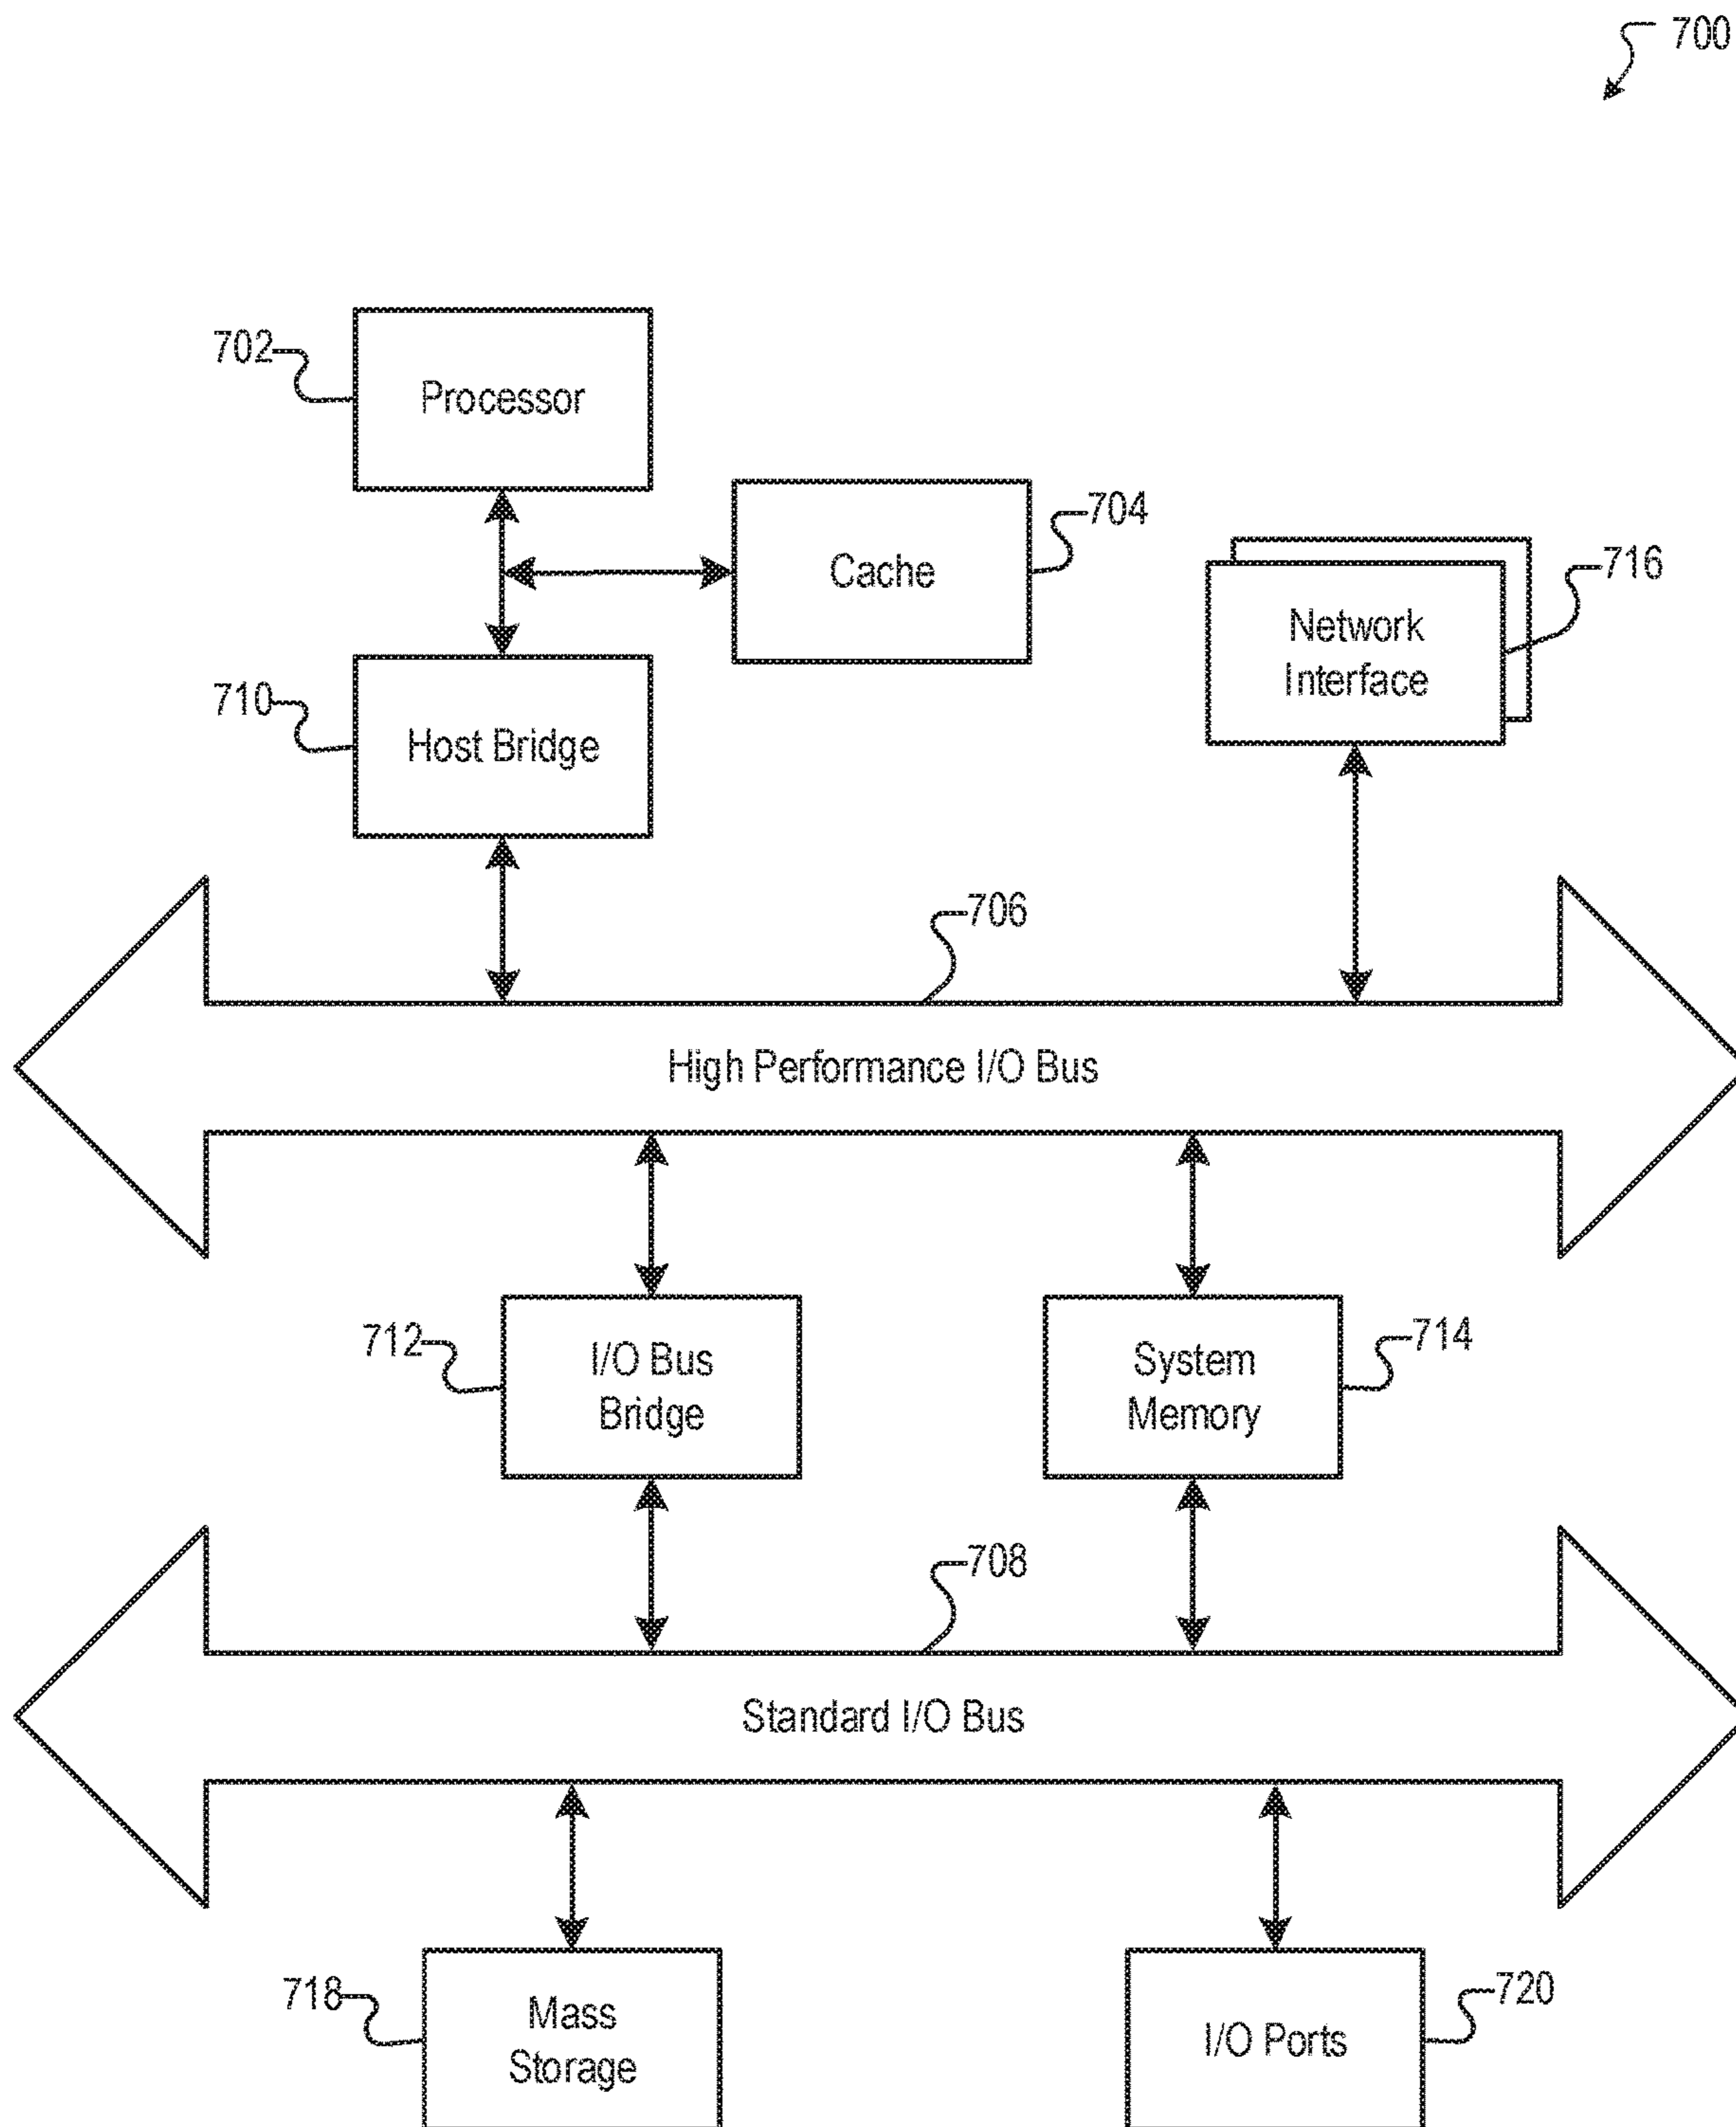 700
702
Processor
704
Cache
716
Network
Interface
710
Host Bridge
706
High Performance I/O Bus
712
I/O Bus
Bridge
714
System
Memory
708
Standard I/O Bus
718
Mass
Storage
720
I/O Ports